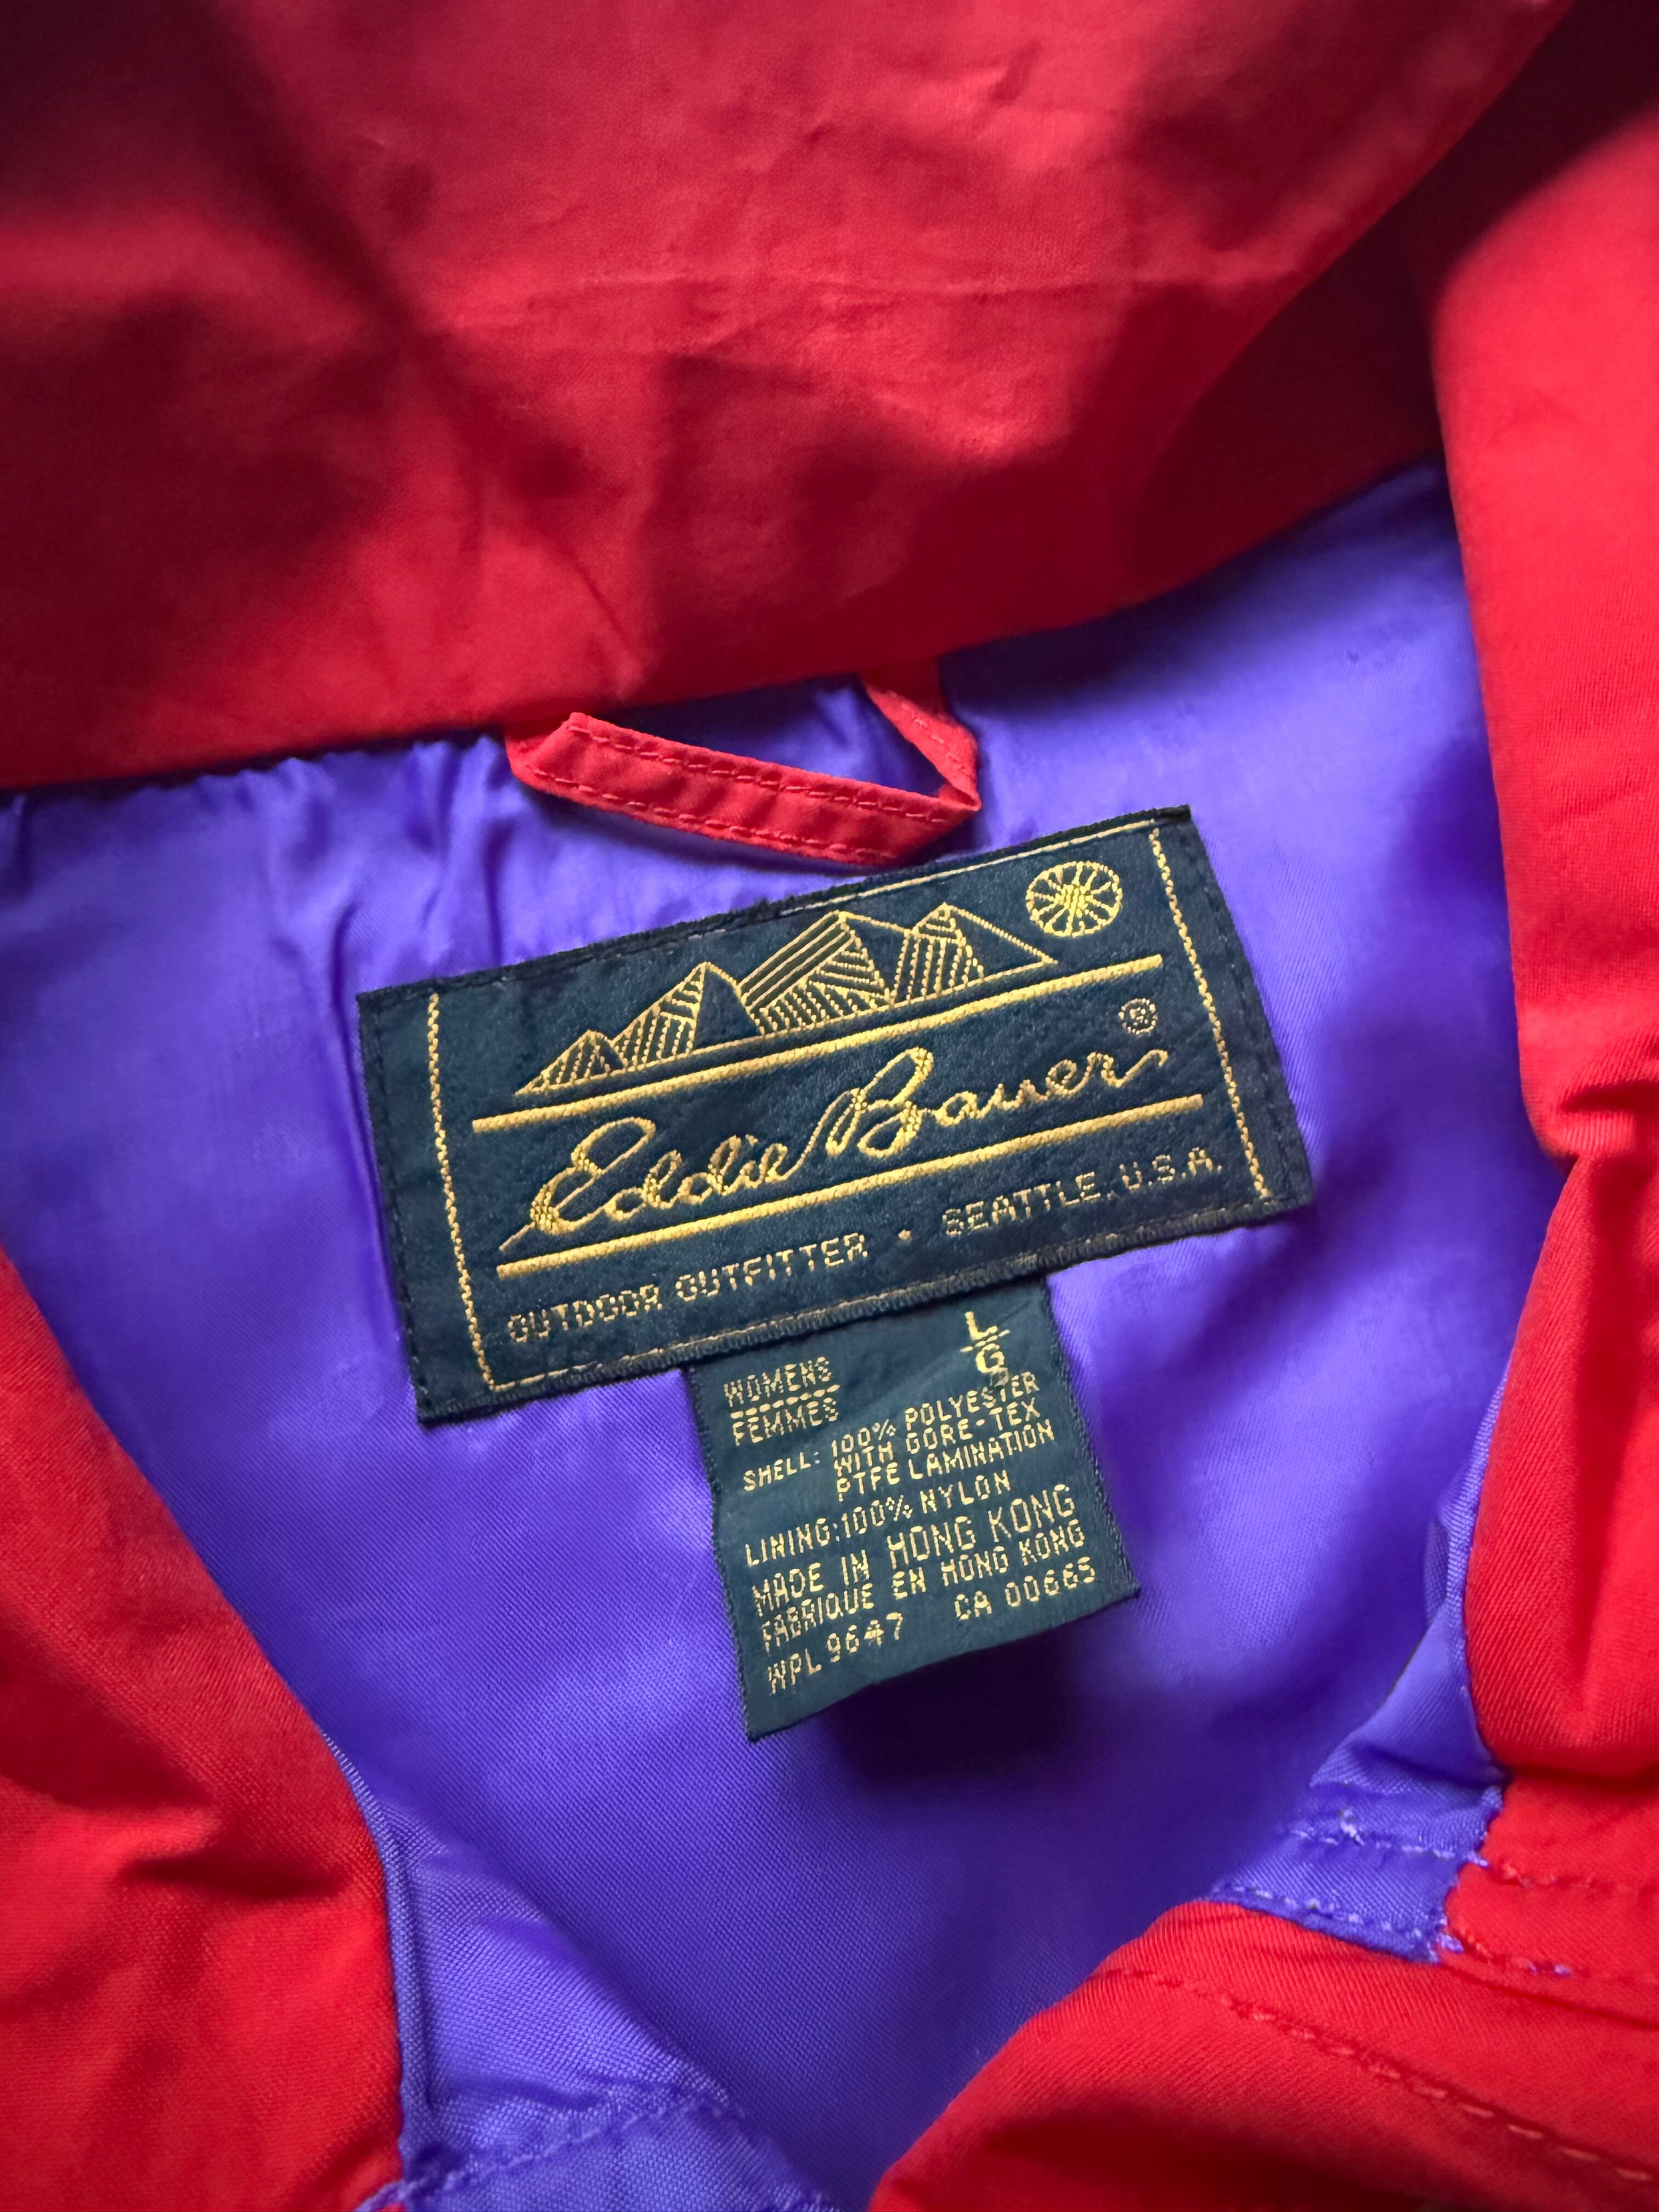 Eddie Bauer ®
OUTDOOR OUTFITTER • SEATTLE, U.S.A.
L
G
WOMENS
FEMMES
SHELL: 100% POLYESTER
WITH GORE-TEX
PTFE LAMINATION
LINING: 100% NYLON
MADE IN HONG KONG
FABRIQUE EN HONG KONG
WPL 9647 CA 00665